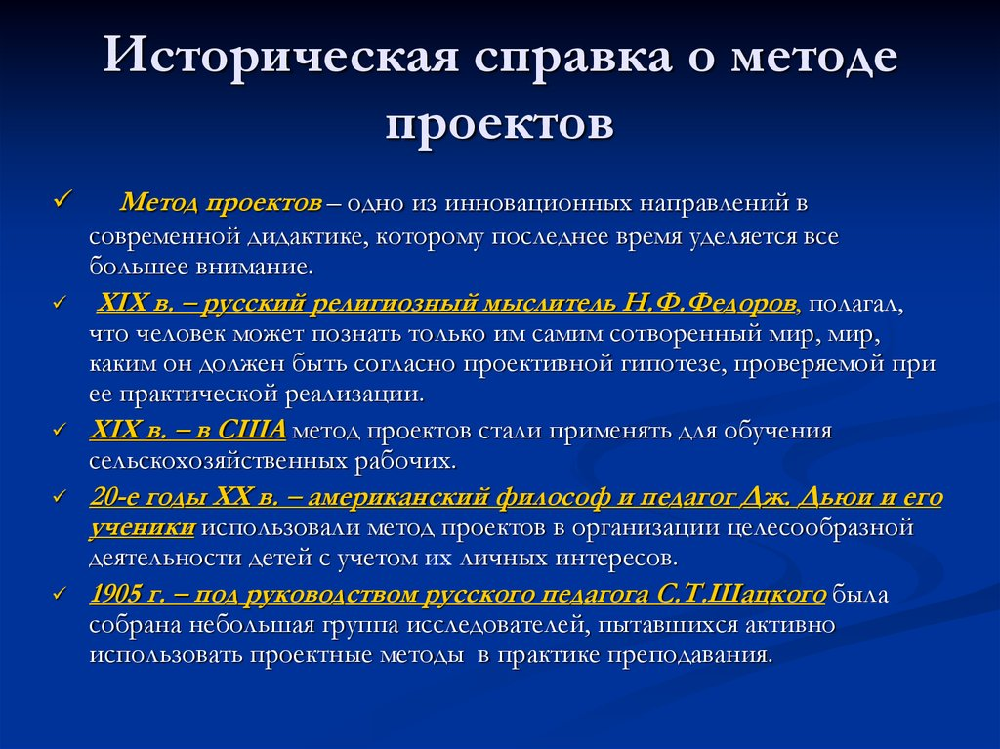 Историческая справка о методе
проектов
✓ Метод проектов – одно из инновационных направлений в
современной дидактике, которому последнее время уделяется все
большее внимание.
✓ XIX в. – русский религиозный мыслитель Н.Ф.Федоров, полагал,
что человек может познать только им самим сотворенный мир, мир,
каким он должен быть согласно проективной гипотезе, проверяемой при
ее практической реализации.
✓ XIX в. – в США метод проектов стали применять для обучения
сельскохозяйственных рабочих.
✓ 20-е годы XX в. – американский философ и педагог Дж. Дьюи и его
ученики использовали метод проектов в организации целесообразной
деятельности детей с учетом их личных интересов.
✓ 1905 г. – под руководством русского педагога С.Т.Шацкого была
собрана небольшая группа исследователей, пытавшихся активно
использовать проектные методы в практике преподавания.